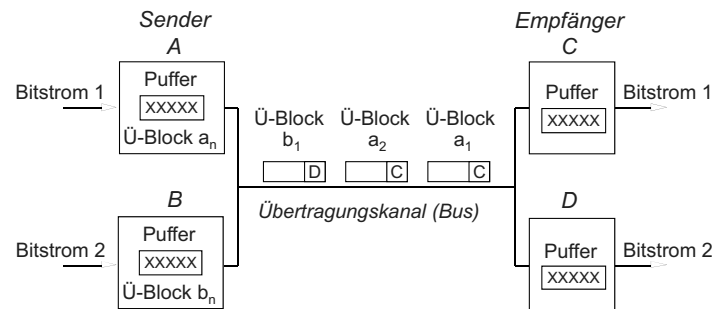 Sender
A
Puffer
XXXXX
Ü-Block aₙ
Bitstrom 1
B
Puffer
XXXXX
Ü-Block bₙ
Bitstrom 2
Ü-Block
b₁
D
Ü-Block
a₂
C
Ü-Block
a₁
C
Übertragungskanal (Bus)
Empfänger
C
Puffer
XXXXX
Bitstrom 1
D
Puffer
XXXXX
Bitstrom 2